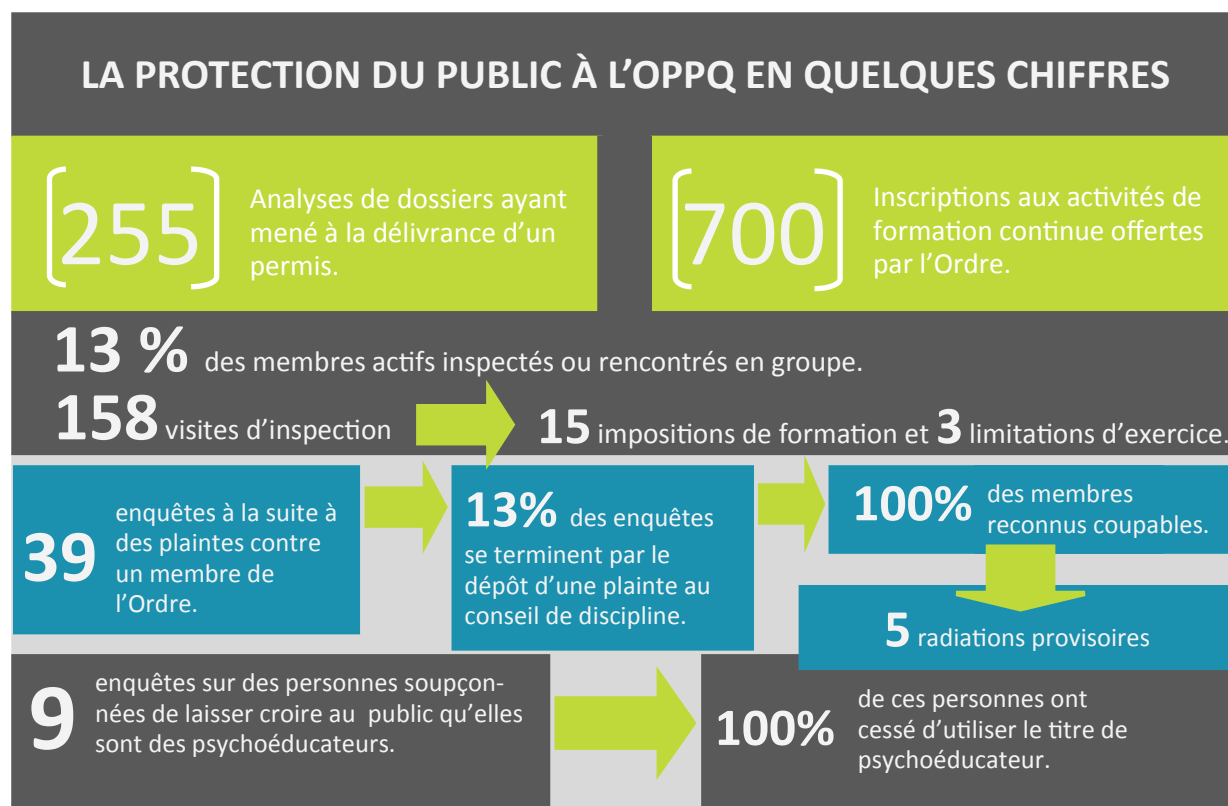 LA PROTECTION DU PUBLIC À L'OPPQ EN QUELQUES CHIFFRES
255
Analyses de dossiers ayant
mené à la délivrance d'un
permis.
700
Inscriptions aux activités de
formation continue offertes
par l'Ordre.
13 % des membres actifs inspectés ou rencontrés en groupe.
158 visites d'inspection
15 impositions de formation et 3 limitations d'exercice.
39
enquêtes à la suite à
des plaintes contre
un membre de
l'Ordre.
13% des enquêtes
se terminent par le
dépôt d'une plainte au
conseil de discipline.
100%
des membres
reconnus coupables.
5 radiations provisoires
9
enquêtes sur des personnes soupçon-
nées de laisser croire au public qu'elles
sont des psychoéducateurs.
100%
de ces personnes ont
cessé d'utiliser le titre de
psychoéducateur.